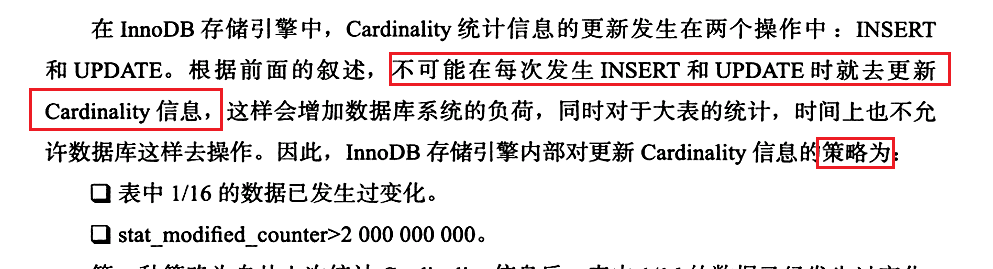 在 InnoDB 存储引擎中，Cardinality 统计信息的更新发生在两个操作中：INSERT
和 UPDATE。根据前面的叙述，不可能在每次发生 INSERT 和 UPDATE 时就去更新
Cardinality 信息，这样会增加数据库系统的负荷，同时对于大表的统计，时间上也不允
许数据库这样去操作。因此，InnoDB 存储引擎内部对更新 Cardinality 信息的策略为：
❑ 表中 1/16 的数据已发生过变化。
❑ stat_modified_counter>2 000 000 000。